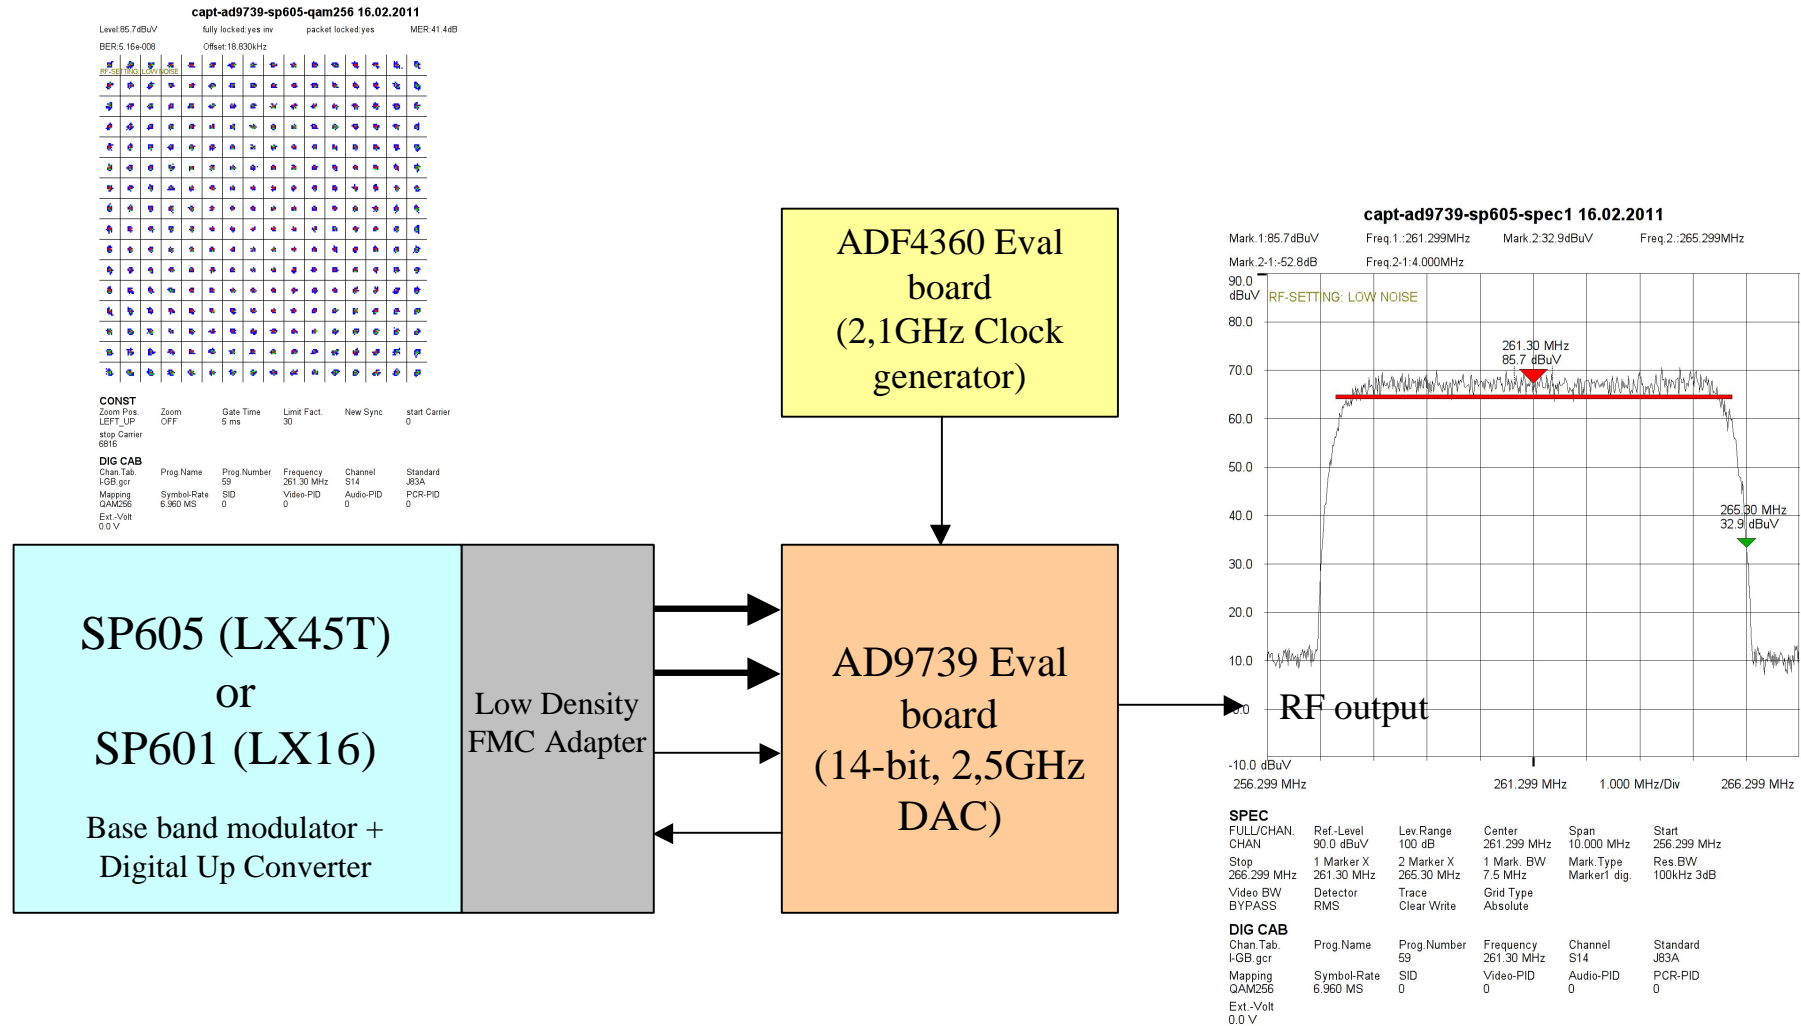 capt-ad9739-sp605-qam256 16.02.2011
Level:85.7dBuV fully locked:yes inv packet locked:yes MER:41.4dB
BER:5.16e-008 Offset:18.830kHz
RF-SETTING: LOW NOISE
CONST
Zoom Pos. Zoom Gate Time Limit Fact. New Sync start Carrier
LEFT_UP OFF 5 ms 30 0
stop Carrier
6816
DIG CAB
Chan.Tab. Prog.Name Prog.Number Frequency Channel Standard
I-GB.gcr 59 261.30 MHz S14 J83A
Mapping Symbol-Rate SID Video-PID Audio-PID PCR-PID
QAM256 6.960 MS 0 0 0 0
Ext.-Volt
0.0 V
ADF4360 Eval
board
(2,1GHz Clock
generator)
SP605 (LX45T)
or
SP601 (LX16)
Base band modulator +
Digital Up Converter
Low Density
FMC Adapter
AD9739 Eval
board
(14-bit, 2,5GHz
DAC)
capt-ad9739-sp605-spec1 16.02.2011
Mark.1:85.7dBuV Freq.1.:261.299MHz Mark.2:32.9dBuV Freq.2.:265.299MHz
Mark.2-1:-52.8dB Freq.2-1:4.000MHz
90.0
dBuV RF-SETTING: LOW NOISE
80.0
261.30 MHz
85.7 dBuV
70.0
60.0
50.0
265.30 MHz
40.0
32.9 dBuV
30.0
20.0
10.0
RF output
-10.0 dBuV
256.299 MHz 261.299 MHz 1.000 MHz/Div 266.299 MHz
SPEC
FULL/CHAN. Ref.-Level Lev.Range Center Span Start
CHAN 90.0 dBuV 100 dB 261.299 MHz 10.000 MHz 256.299 MHz
Stop 1 Marker X 2 Marker X 1 Mark. BW Mark.Type Res.BW
266.299 MHz 261.30 MHz 265.30 MHz 7.5 MHz Marker1 dig. 100kHz 3dB
Video BW Detector Trace Grid Type
BYPASS RMS Clear Write Absolute
DIG CAB
Chan.Tab. Prog.Name Prog.Number Frequency Channel Standard
I-GB.gcr 59 261.30 MHz S14 J83A
Mapping Symbol-Rate SID Video-PID Audio-PID PCR-PID
QAM256 6.960 MS 0 0 0 0
Ext.-Volt
0.0 V